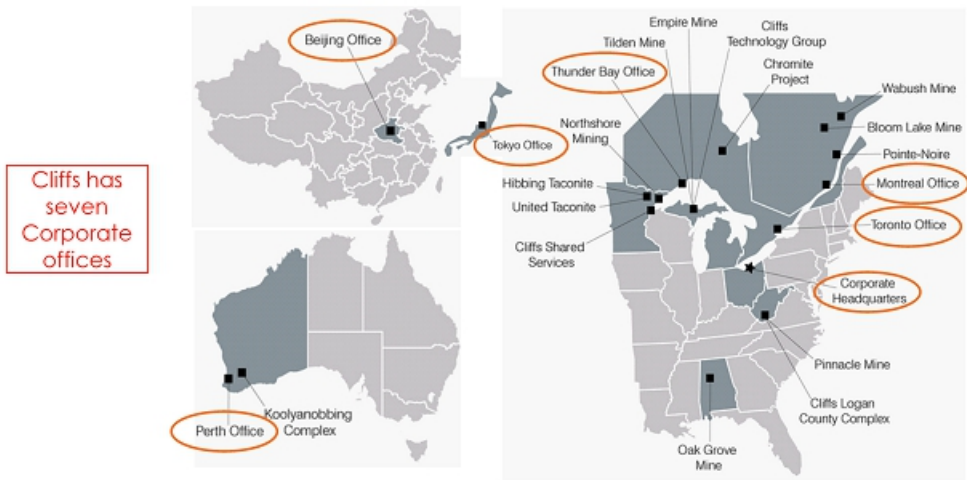 Cliffs has
seven
Corporate
offices
Beijing Office
Tokyo Office
Koolyanobbing
Complex
Perth Office
Empire Mine
Cliffs
Technology Group
Tilden Mine
Chromite
Project
Thunder Bay Office
Wabush Mine
Northshore
Mining
Bloom Lake Mine
Pointe-Noire
Hibbing Taconite
Montreal Office
United Taconite
Toronto Office
Cliffs Shared
Services
Corporate
Headquarters
Pinnacle Mine
Cliffs Logan
County Complex
Oak Grove
Mine